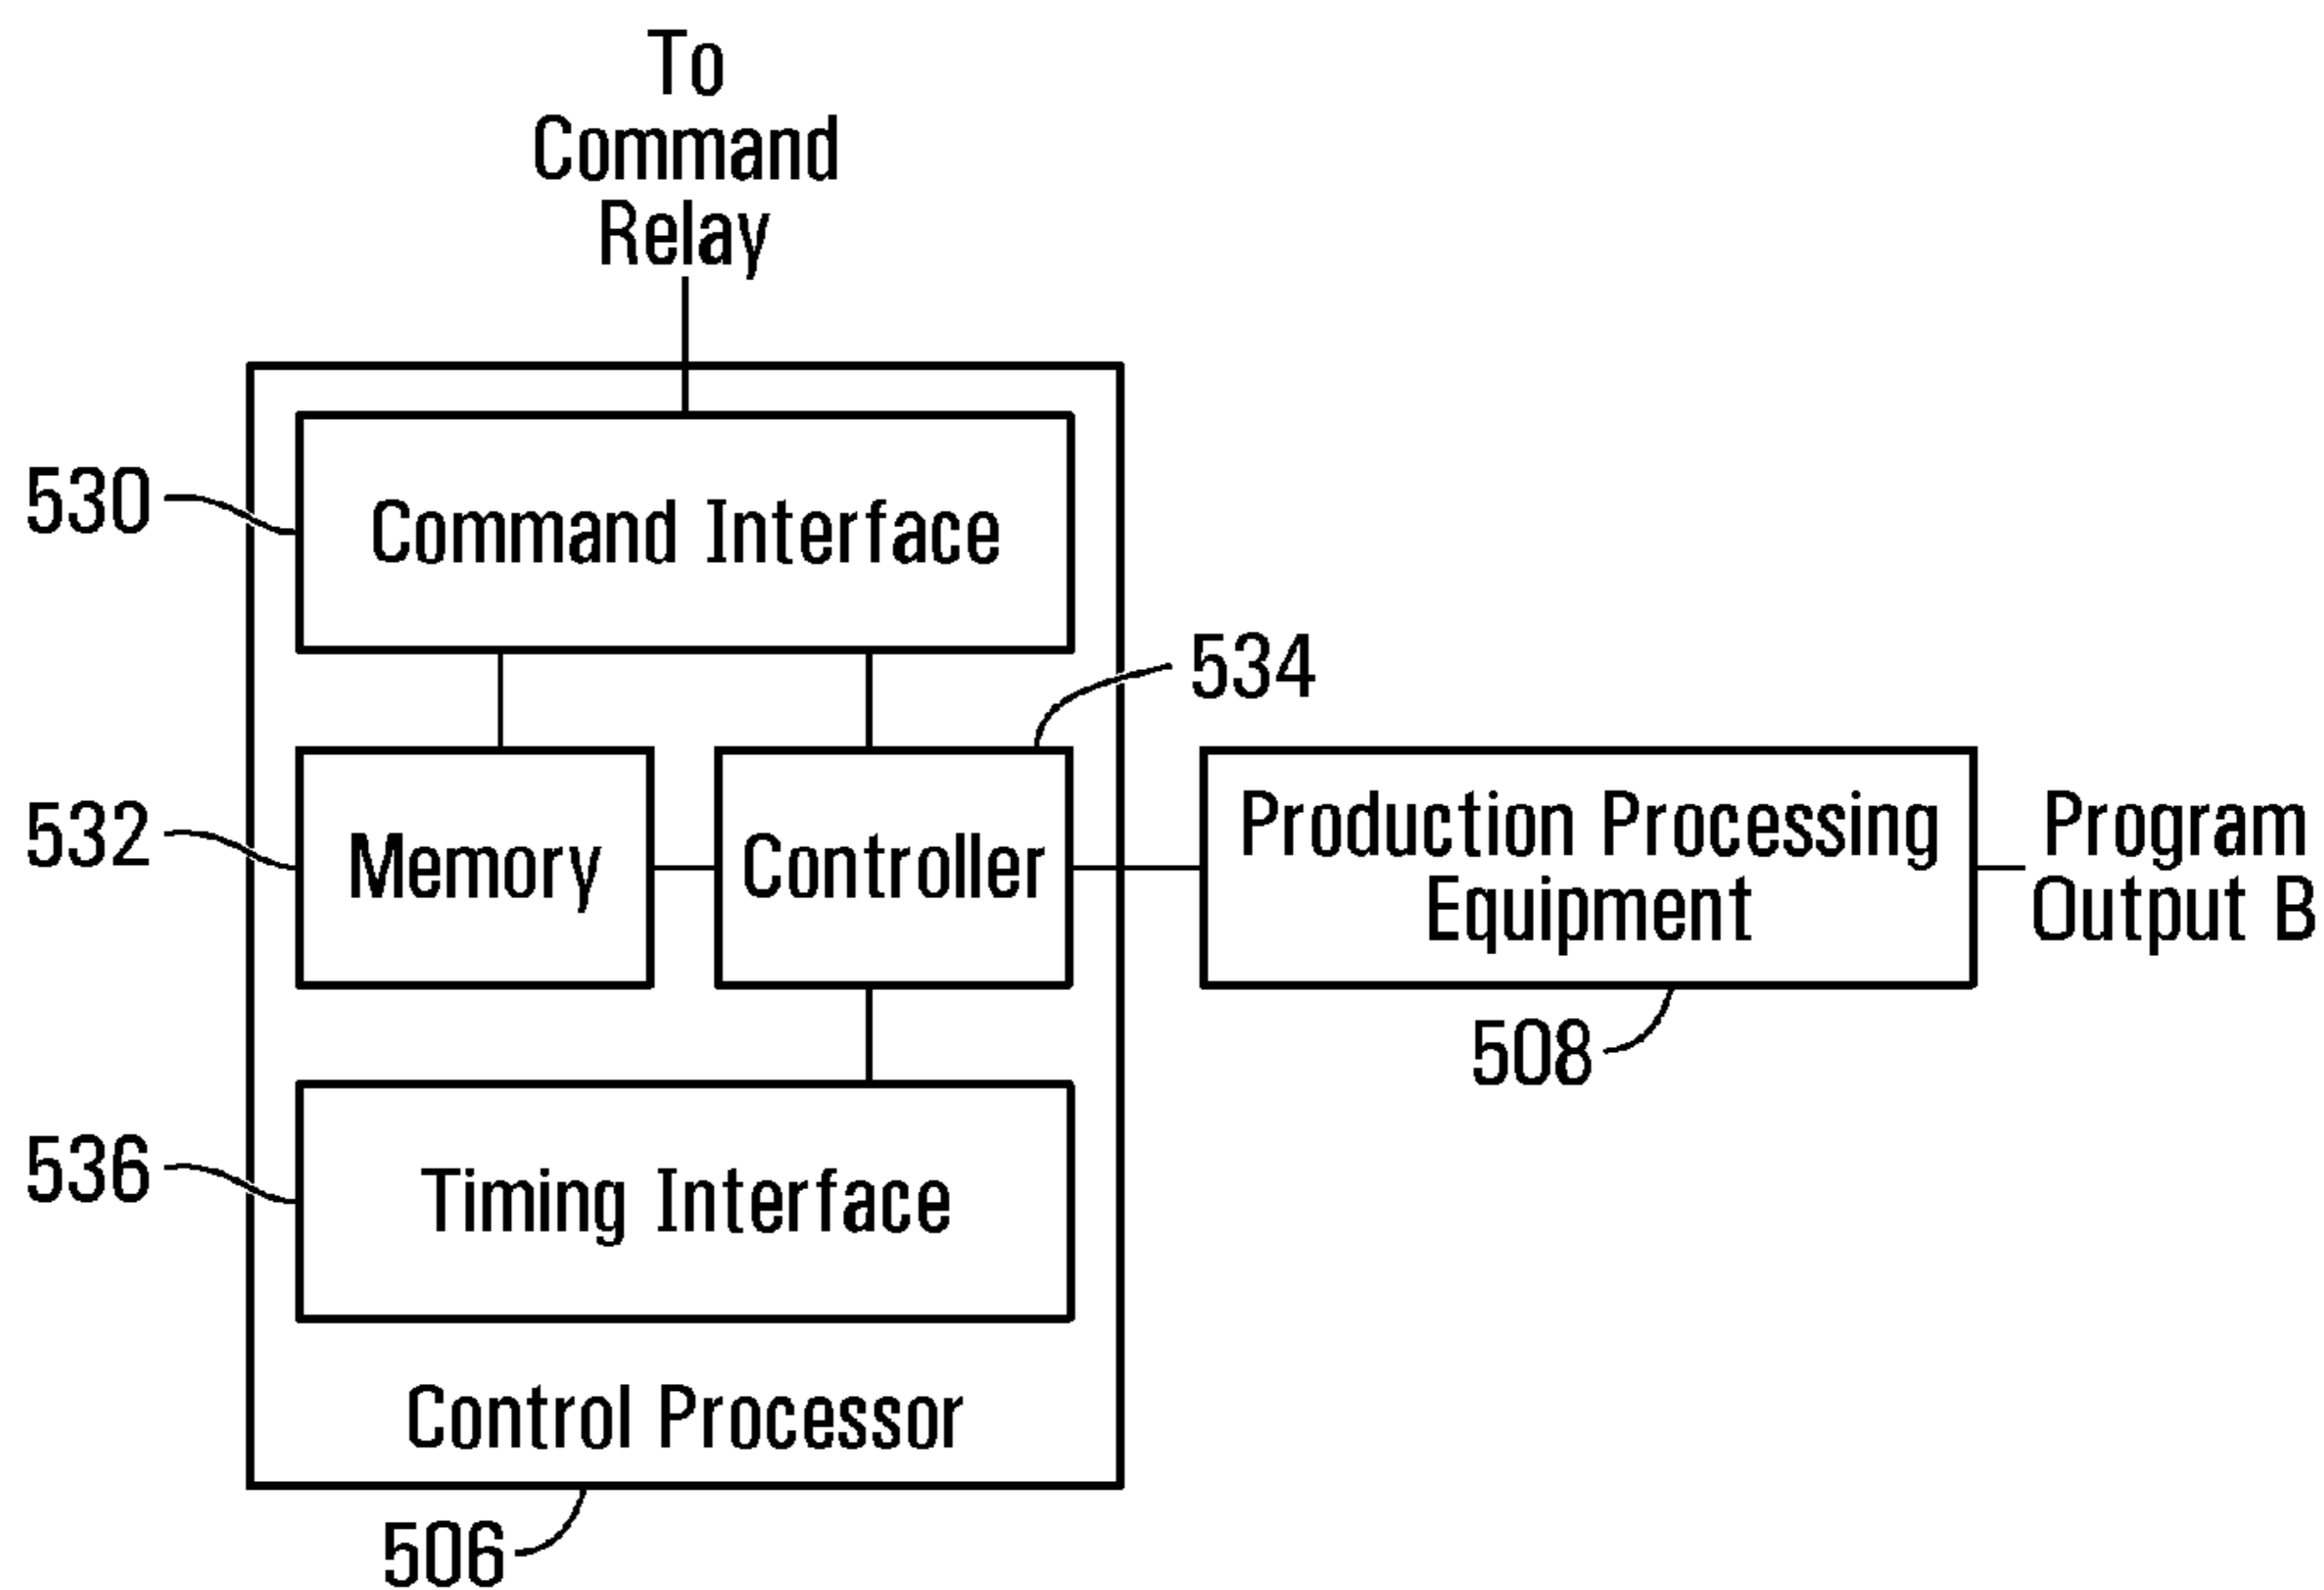 To
Command
Relay
530
Command Interface
534
532
Memory
Controller
Production Processing
Equipment
Program
Output B
508
536
Timing Interface
Control Processor
506